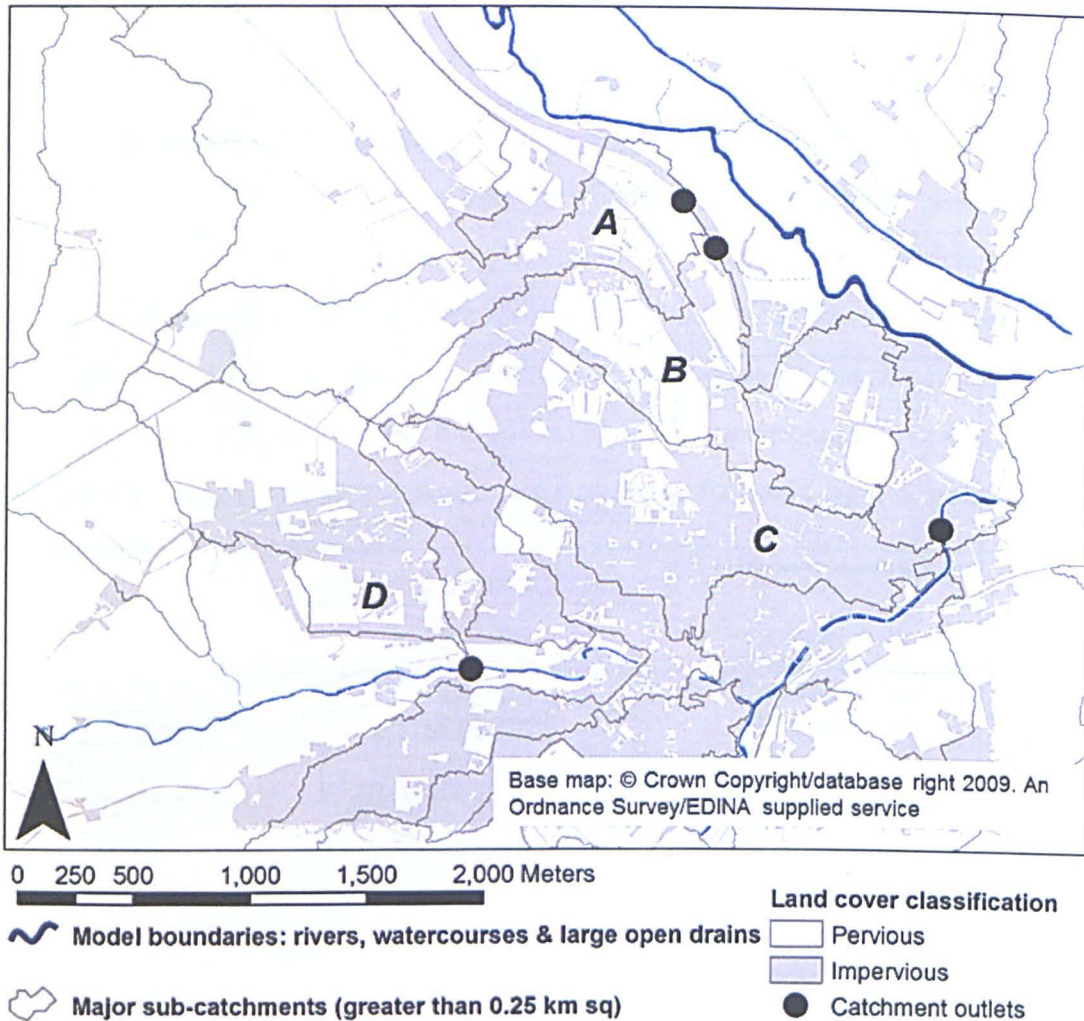 A
B
C
D
N
Base map: © Crown Copyright/database right 2009. An
Ordnance Survey/EDINA supplied service
0 250 500 1,000 1,500 2,000 Meters
Model boundaries: rivers, watercourses & large open drains
Major sub-catchments (greater than 0.25 km sq)
Land cover classification
Pervious
Impervious
Catchment outlets